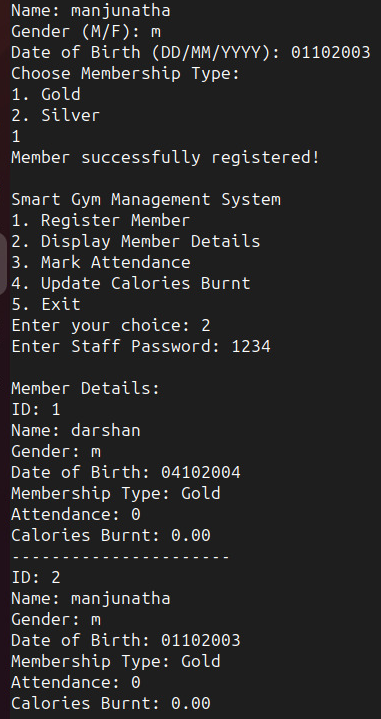 Name: manjunatha
Gender (M/F): m
Date of Birth (DD/MM/YYYY): 01102003
Choose Membership Type:
1. Gold
2. Silver
1
Member successfully registered!
Smart Gym Management System
1. Register Member
2. Display Member Details
3. Mark Attendance
4. Update Calories Burnt
5. Exit
Enter your choice: 2
Enter Staff Password: 1234
Member Details:
ID: 1
Name: darshan
Gender: m
Date of Birth: 04102004
Membership Type: Gold
Attendance: 0
Calories Burnt: 0.00
----------------------
ID: 2
Name: manjunatha
Gender: m
Date of Birth: 01102003
Membership Type: Gold
Attendance: 0
Calories Burnt: 0.00